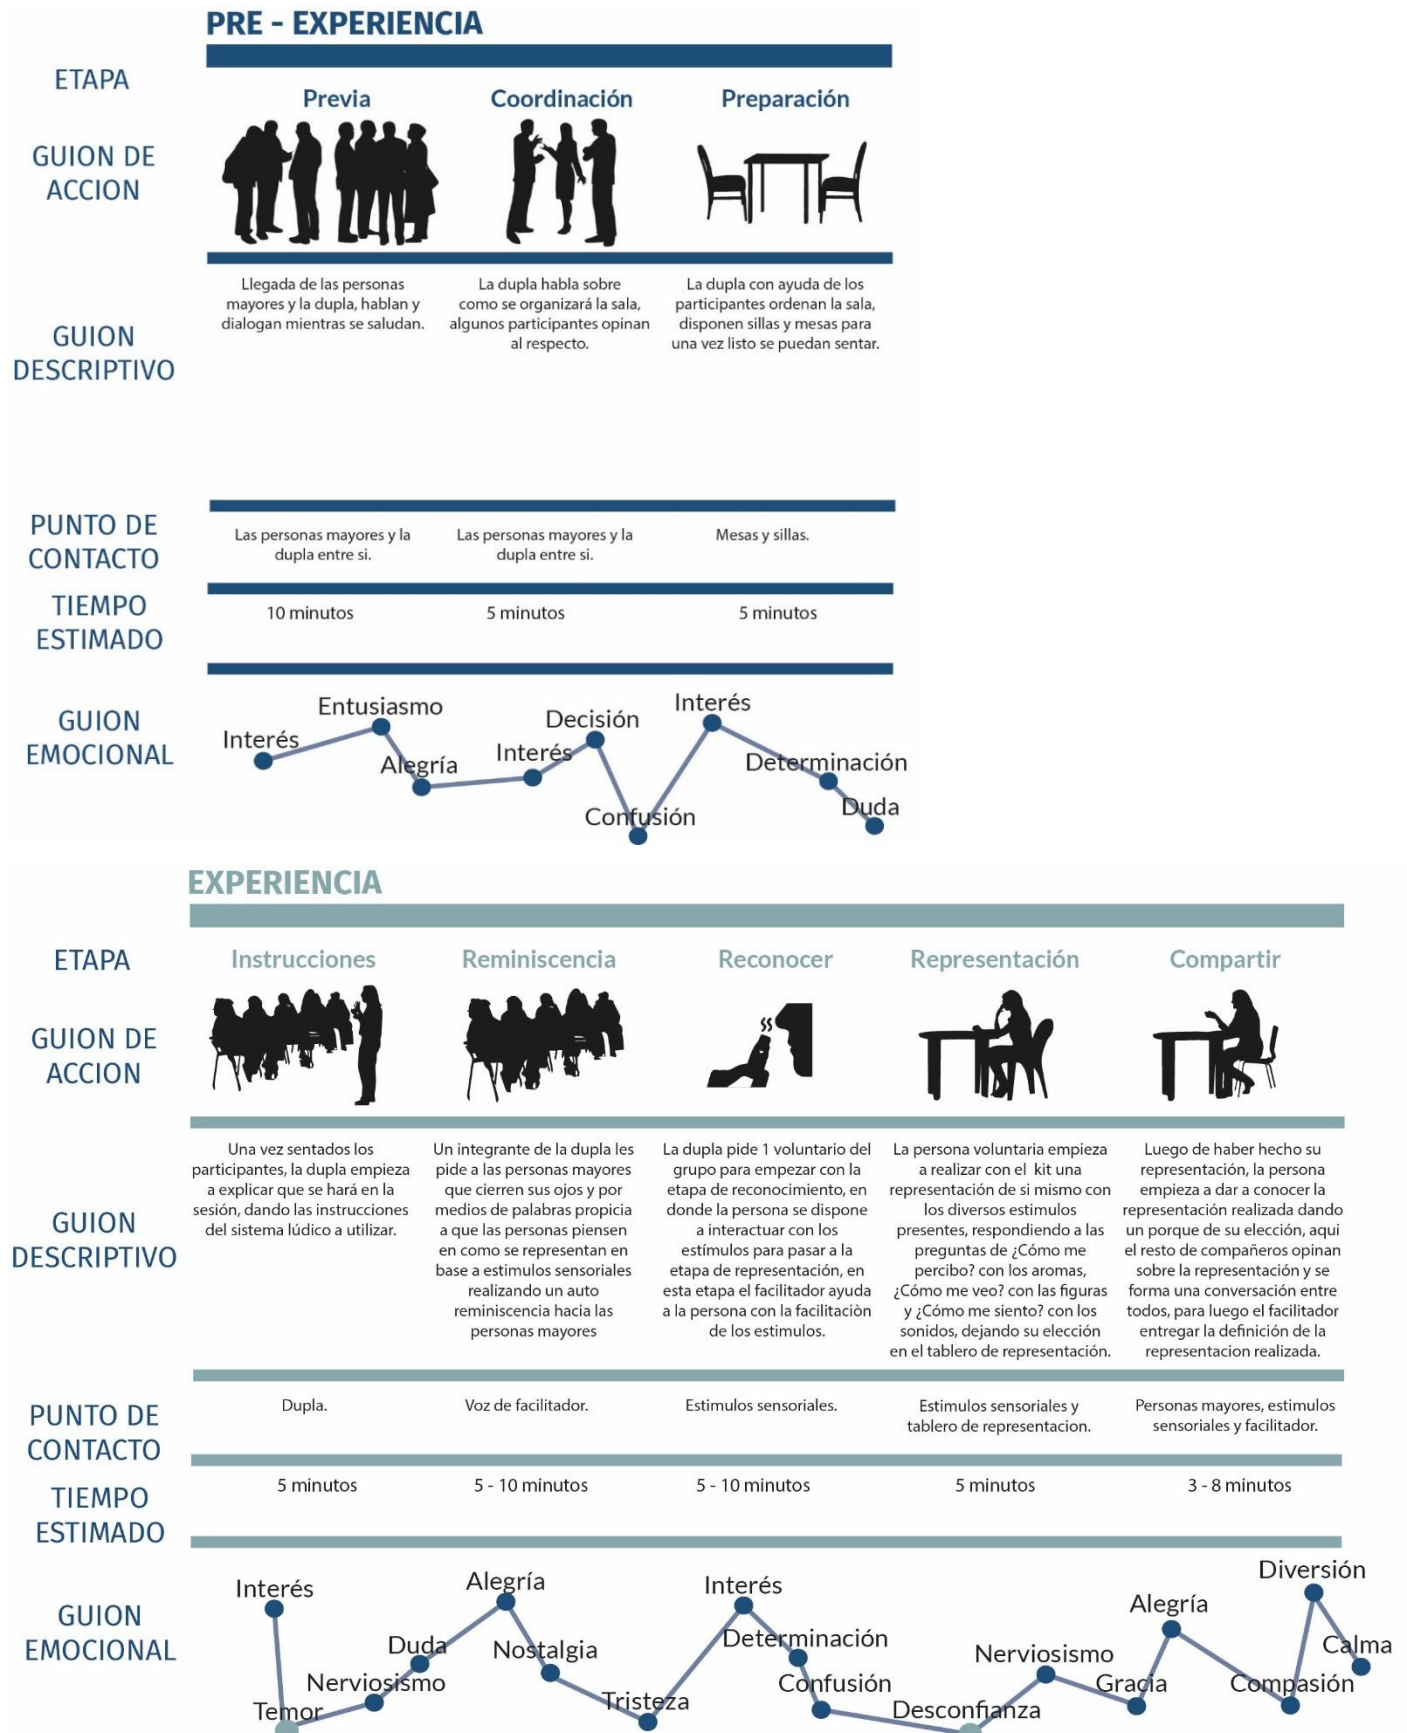 PRE - EXPERIENCIA
ETAPA
Previa
Coordinación
Preparación
GUION DE
ACCION
GUION
DESCRIPTIVO
Llegada de las personas
mayores y la dupla, hablan y
dialogan mientras se saludan.
La dupla habla sobre
como se organizará la sala,
algunos participantes opinan
al respecto.
La dupla con ayuda de los
participantes ordenan la sala,
disponen sillas y mesas para
una vez listo se puedan sentar.
PUNTO DE
CONTACTO
Las personas mayores y la
dupla entre si.
Las personas mayores y la
dupla entre si.
Mesas y sillas.
TIEMPO
ESTIMADO
10 minutos
5 minutos
5 minutos
GUION
EMOCIONAL
Interés
Entusiasmo
Alegría
Interés
Decisión
Confusión
Interés
Determinación
Duda
EXPERIENCIA
ETAPA
Instrucciones
Reminiscencia
Reconocer
Representación
Compartir
GUION DE
ACCION
GUION
DESCRIPTIVO
Una vez sentados los
participantes, la dupla empieza
a explicar que se hará en la
sesión, dando las instrucciones
del sistema lúdico a utilizar.
Un integrante de la dupla les
pide a las personas mayores
que cierren sus ojos y por
medios de palabras propicia
a que las personas piensen
en como se representan en
base a estimulos sensoriales
realizando un auto
reminiscencia hacia las
personas mayores
La dupla pide 1 voluntario del
grupo para empezar con la
etapa de reconocimiento, en
donde la persona se dispone
a interactuar con los
estímulos para pasar a la
etapa de representación, en
esta etapa el facilitador ayuda
a la persona con la facilitaciòn
de los estimulos.
La persona voluntaria empieza
a realizar con el kit una
representación de si mismo con
los diversos estimulos
presentes, respondiendo a las
preguntas de ¿Cómo me
percibo? con los aromas,
¿Cómo me veo? con las figuras
y ¿Cómo me siento? con los
sonidos, dejando su elección
en el tablero de representación.
Luego de haber hecho su
representación, la persona
empieza a dar a conocer la
representación realizada dando
un porque de su elección, aqui
el resto de compañeros opinan
sobre la representación y se
forma una conversación entre
todos, para luego el facilitador
entregar la definición de la
representacion realizada.
PUNTO DE
CONTACTO
Dupla.
Voz de facilitador.
Estimulos sensoriales.
Estimulos sensoriales y
tablero de representacion.
Personas mayores, estimulos
sensoriales y facilitador.
TIEMPO
ESTIMADO
5 minutos
5 - 10 minutos
5 - 10 minutos
5 minutos
3 - 8 minutos
GUION
EMOCIONAL
Interés
Temor
Nerviosismo
Duda
Alegría
Nostalgia
Tristeza
Interés
Determinación
Confusión
Desconfianza
Nerviosismo
Gracia
Alegría
Compasión
Diversión
Calma